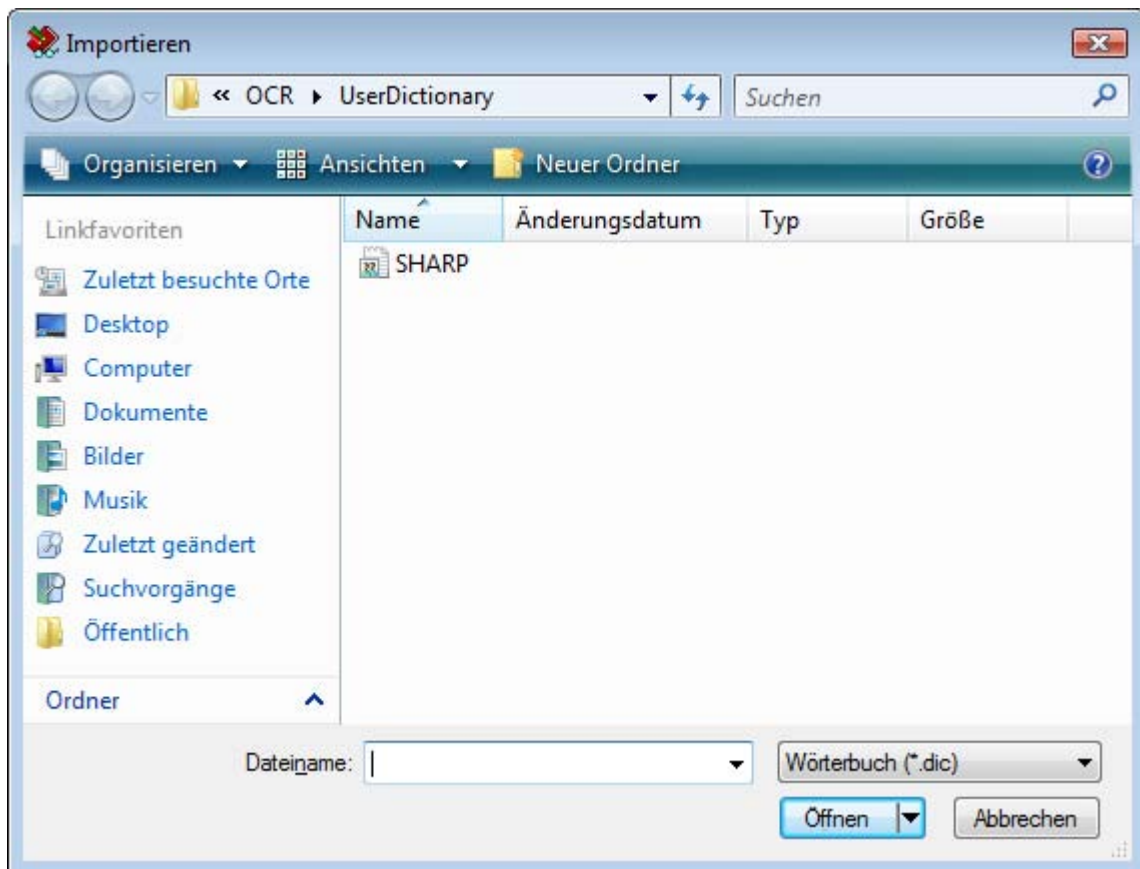 Importieren
« OCR ▸ UserDictionary Suchen
Organisieren Ansichten Neuer Ordner
Linkfavoriten
Zuletzt besuchte Orte
Desktop
Computer
Dokumente
Bilder
Musik
Zuletzt geändert
Suchvorgänge
Öffentlich
Ordner
Name Änderungsdatum Typ Größe
SHARP
Dateiname: Wörterbuch (*.dic)
Öffnen Abbrechen